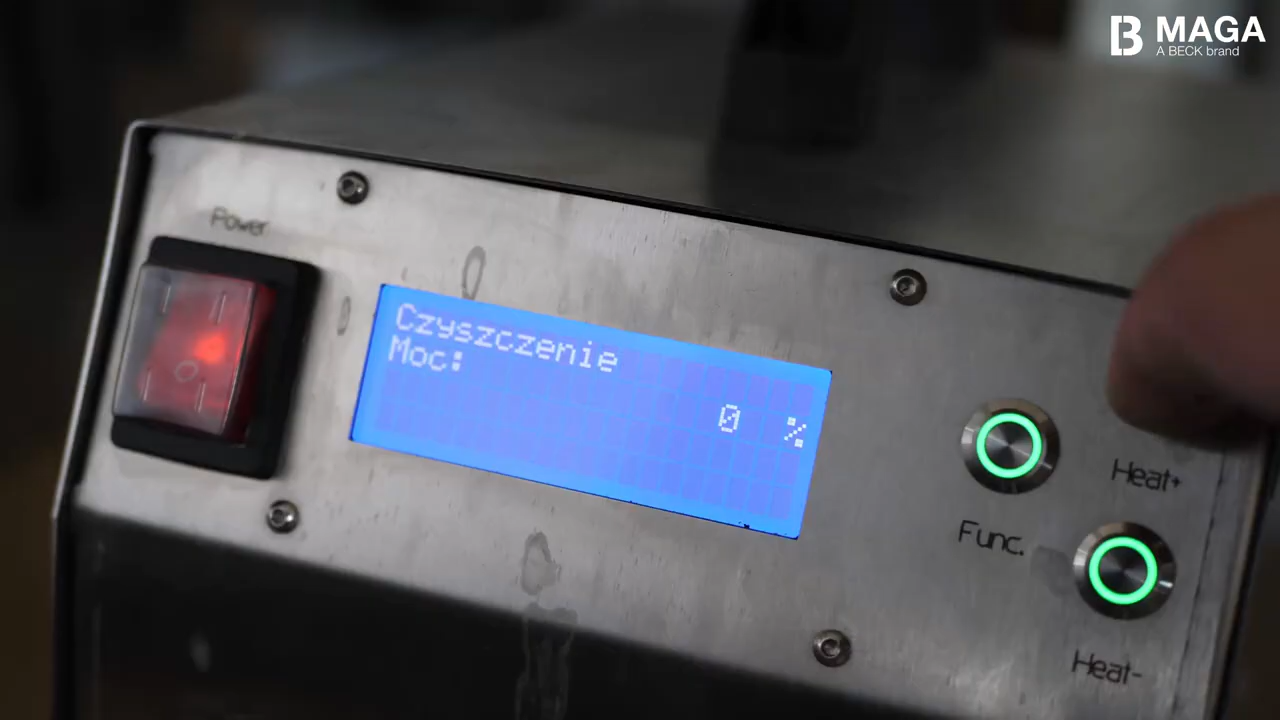 MAGA
A BECK brand
Power
Czyszczenie
Moc:
0 %
Heat+
Func.
Heat-